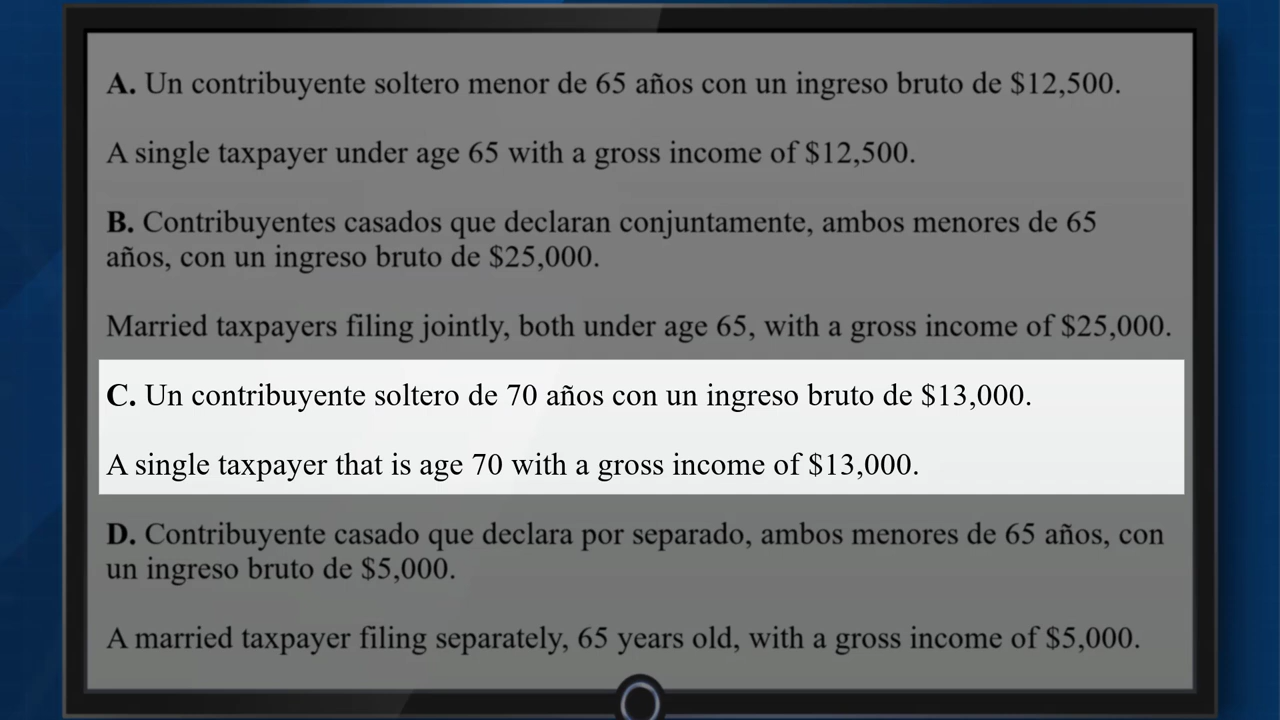 A. Un contribuyente soltero menor de 65 años con un ingreso bruto de $12,500.
A single taxpayer under age 65 with a gross income of $12,500.
B. Contribuyentes casados que declaran conjuntamente, ambos menores de 65
años, con un ingreso bruto de $25,000.
Married taxpayers filing jointly, both under age 65, with a gross income of $25,000.
C. Un contribuyente soltero de 70 años con un ingreso bruto de $13,000.
A single taxpayer that is age 70 with a gross income of $13,000.
D. Contribuyente casado que declara por separado, ambos menores de 65 años, con
un ingreso bruto de $5,000.
A married taxpayer filing separately, 65 years old, with a gross income of $5,000.